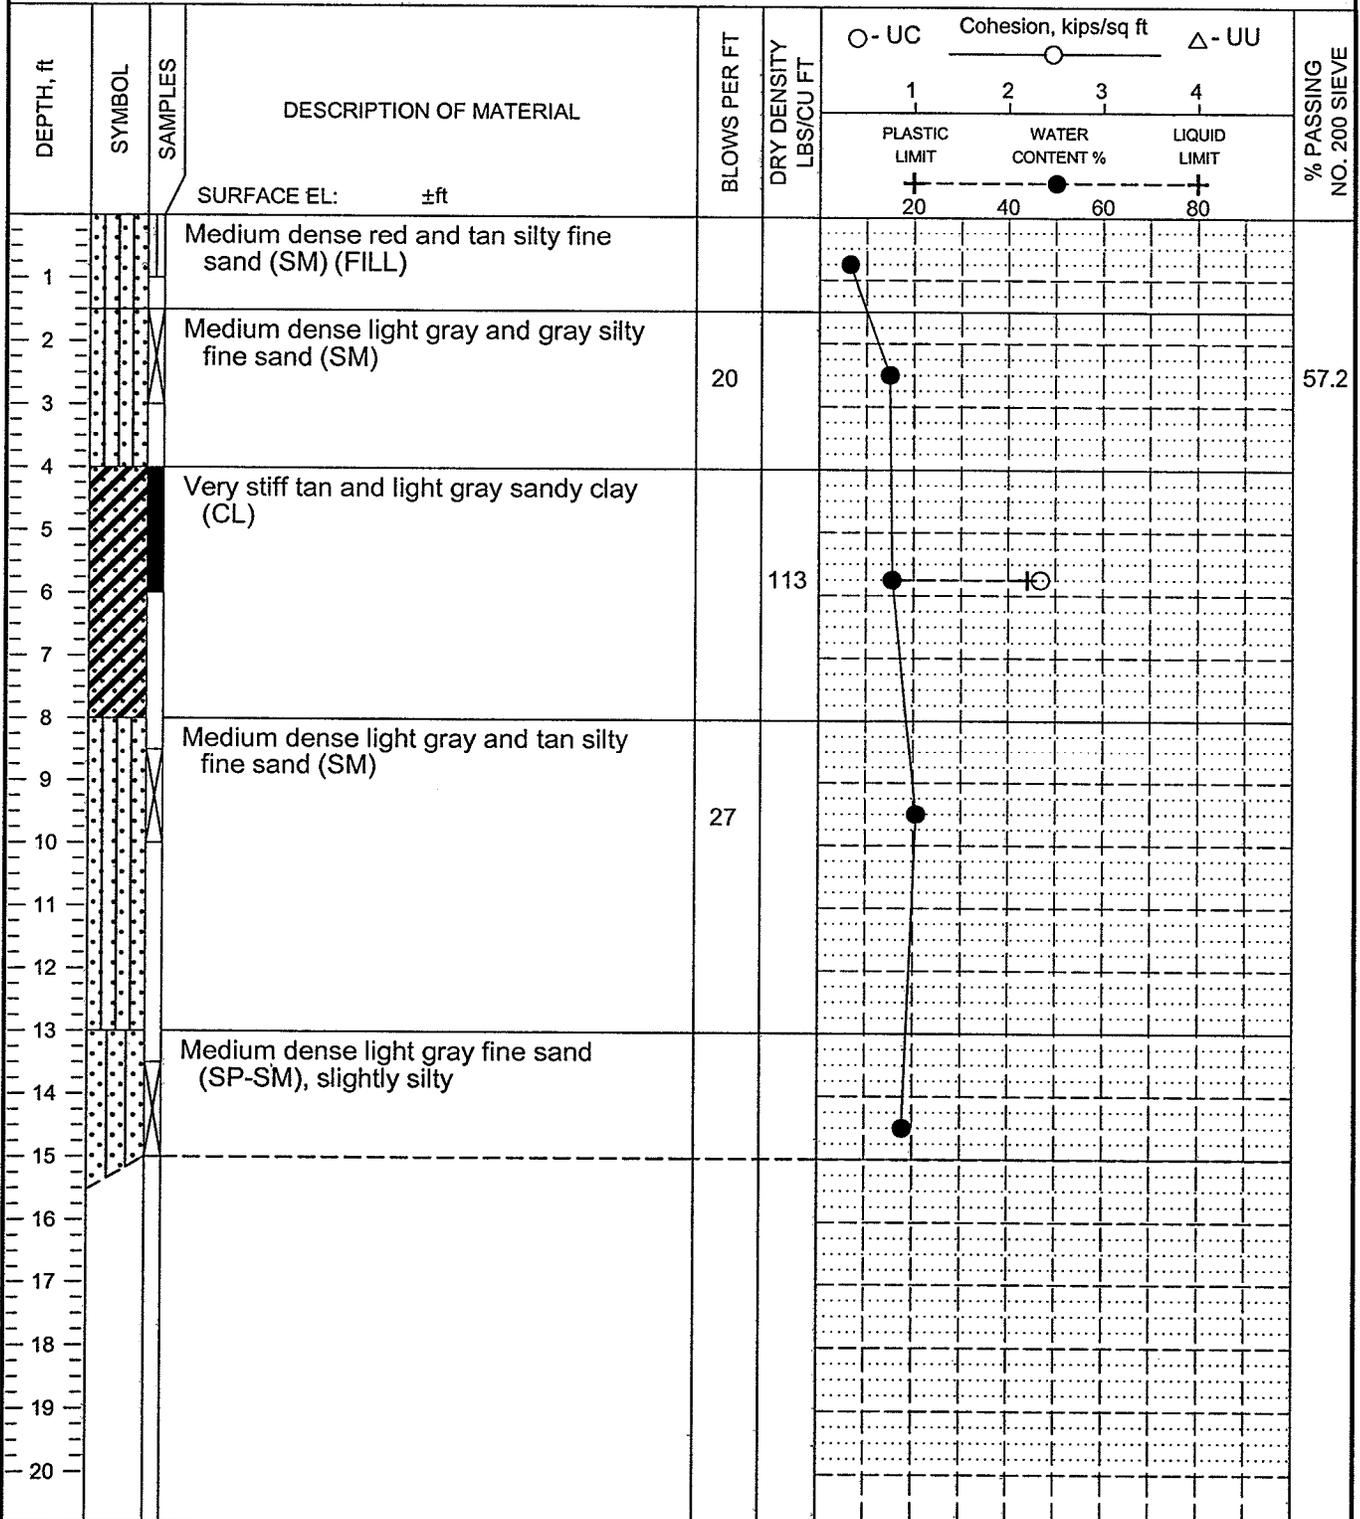 DEPTH, ft
SYMBOL
SAMPLES
DESCRIPTION OF MATERIAL
SURFACE EL: ±ft
BLOWS PER FT
DRY DENSITY
LBS/CU FT
○- UC
Cohesion, kips/sq ft
△- UU
1 2 3 4
PLASTIC
LIMIT
WATER
CONTENT %
LIQUID
LIMIT
20 40 60 80
% PASSING
NO. 200 SIEVE
Medium dense red and tan silty fine
sand (SM) (FILL)
1
Medium dense light gray and gray silty
fine sand (SM)
2
20
57.2
3
4
Very stiff tan and light gray sandy clay
(CL)
5
113
6
7
8
Medium dense light gray and tan silty
fine sand (SM)
9
27
10
11
12
13
Medium dense light gray fine sand
(SP-SM), slightly silty
14
15
16
17
18
19
20